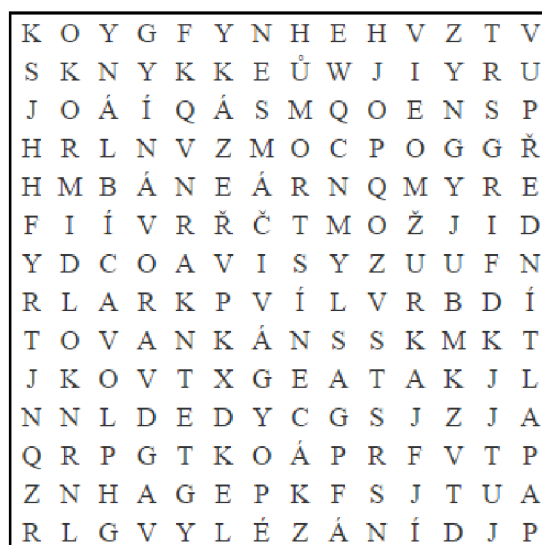 K O Y G F Y N H E H V Z T V
S K N Y K K E Ů W J I Y R U
J O Á Í Q Á S M Q O E N S P
H R L N V Z M O C P O G G Ř
H M B Á N E Á R N Q M Y R E
F I Í V R Ř Č T M O Ž J I D
Y D C O A V I S Y Z U U F N
R L A R K P V Í L V R B D Í
T O V A N K Á N S S K M K T
J K O V T X G E A T A K J L
N N L D E D Y C G S J Z J A
Q R P G T K O Á P R F V T P
Z N H A G E P K F S J T U A
R L G V Y L É Z Á N Í D J P